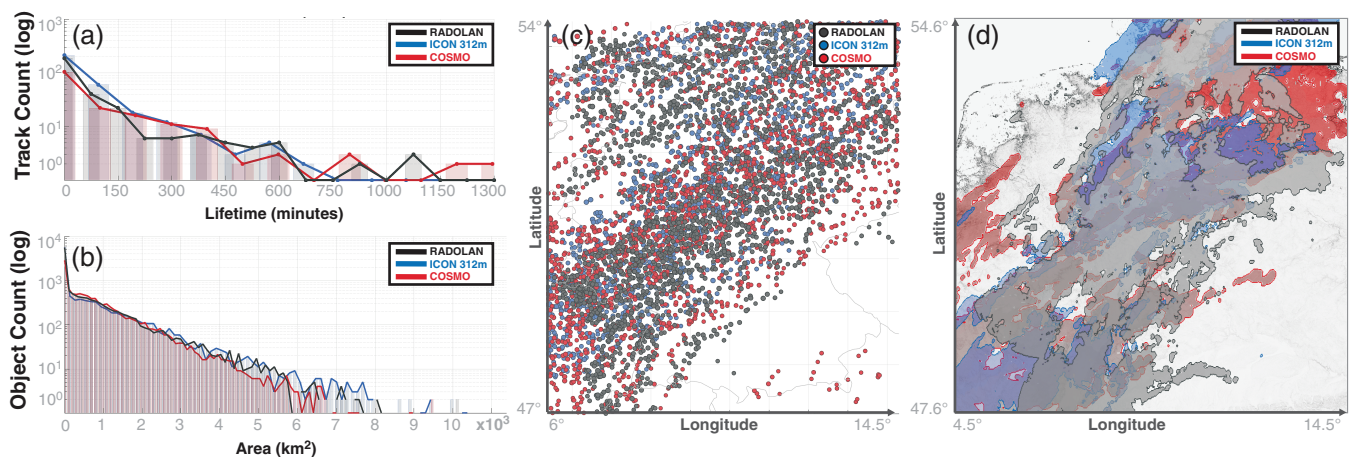 (a)
Track Count (log)
10³
10²
10¹
10⁰
RADOLAN
ICON 312m
COSMO
0 150 300 450 600 750 1000 1150 1300
Lifetime (minutes)
(b)
Object Count (log)
10⁴
10³
10²
10¹
10⁰
RADOLAN
ICON 312m
COSMO
0 1 2 3 4 5 6 7 8 9 10 x10³
Area (km²)
(c)
54°
RADOLAN
ICON 312m
COSMO
Latitude
47°
6° Longitude 14.5°
(d)
54.6°
RADOLAN
ICON 312m
COSMO
Latitude
47.6°
4.5° Longitude 14.5°